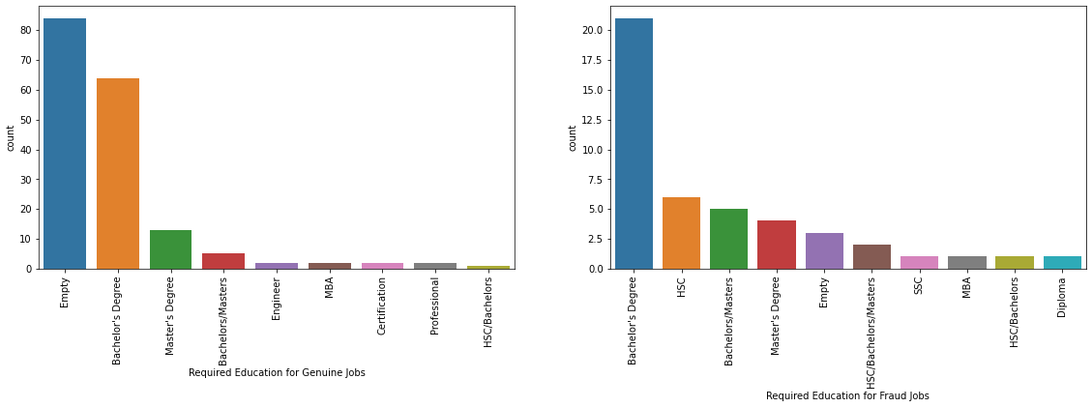 80
70
60
50
40
30
20
10
0
count
Empty
Bachelor's Degree
Master's Degree
Bachelors/Masters
Engineer
MBA
Certification
Professional
HSC/Bachelors
Required Education for Genuine Jobs
20.0
17.5
15.0
12.5
10.0
7.5
5.0
2.5
0.0
count
Bachelor's Degree
HSC
Bachelors/Masters
Master's Degree
Empty
HSC/Bachelors/Masters
SSC
MBA
HSC/Bachelors
Diploma
Required Education for Fraud Jobs